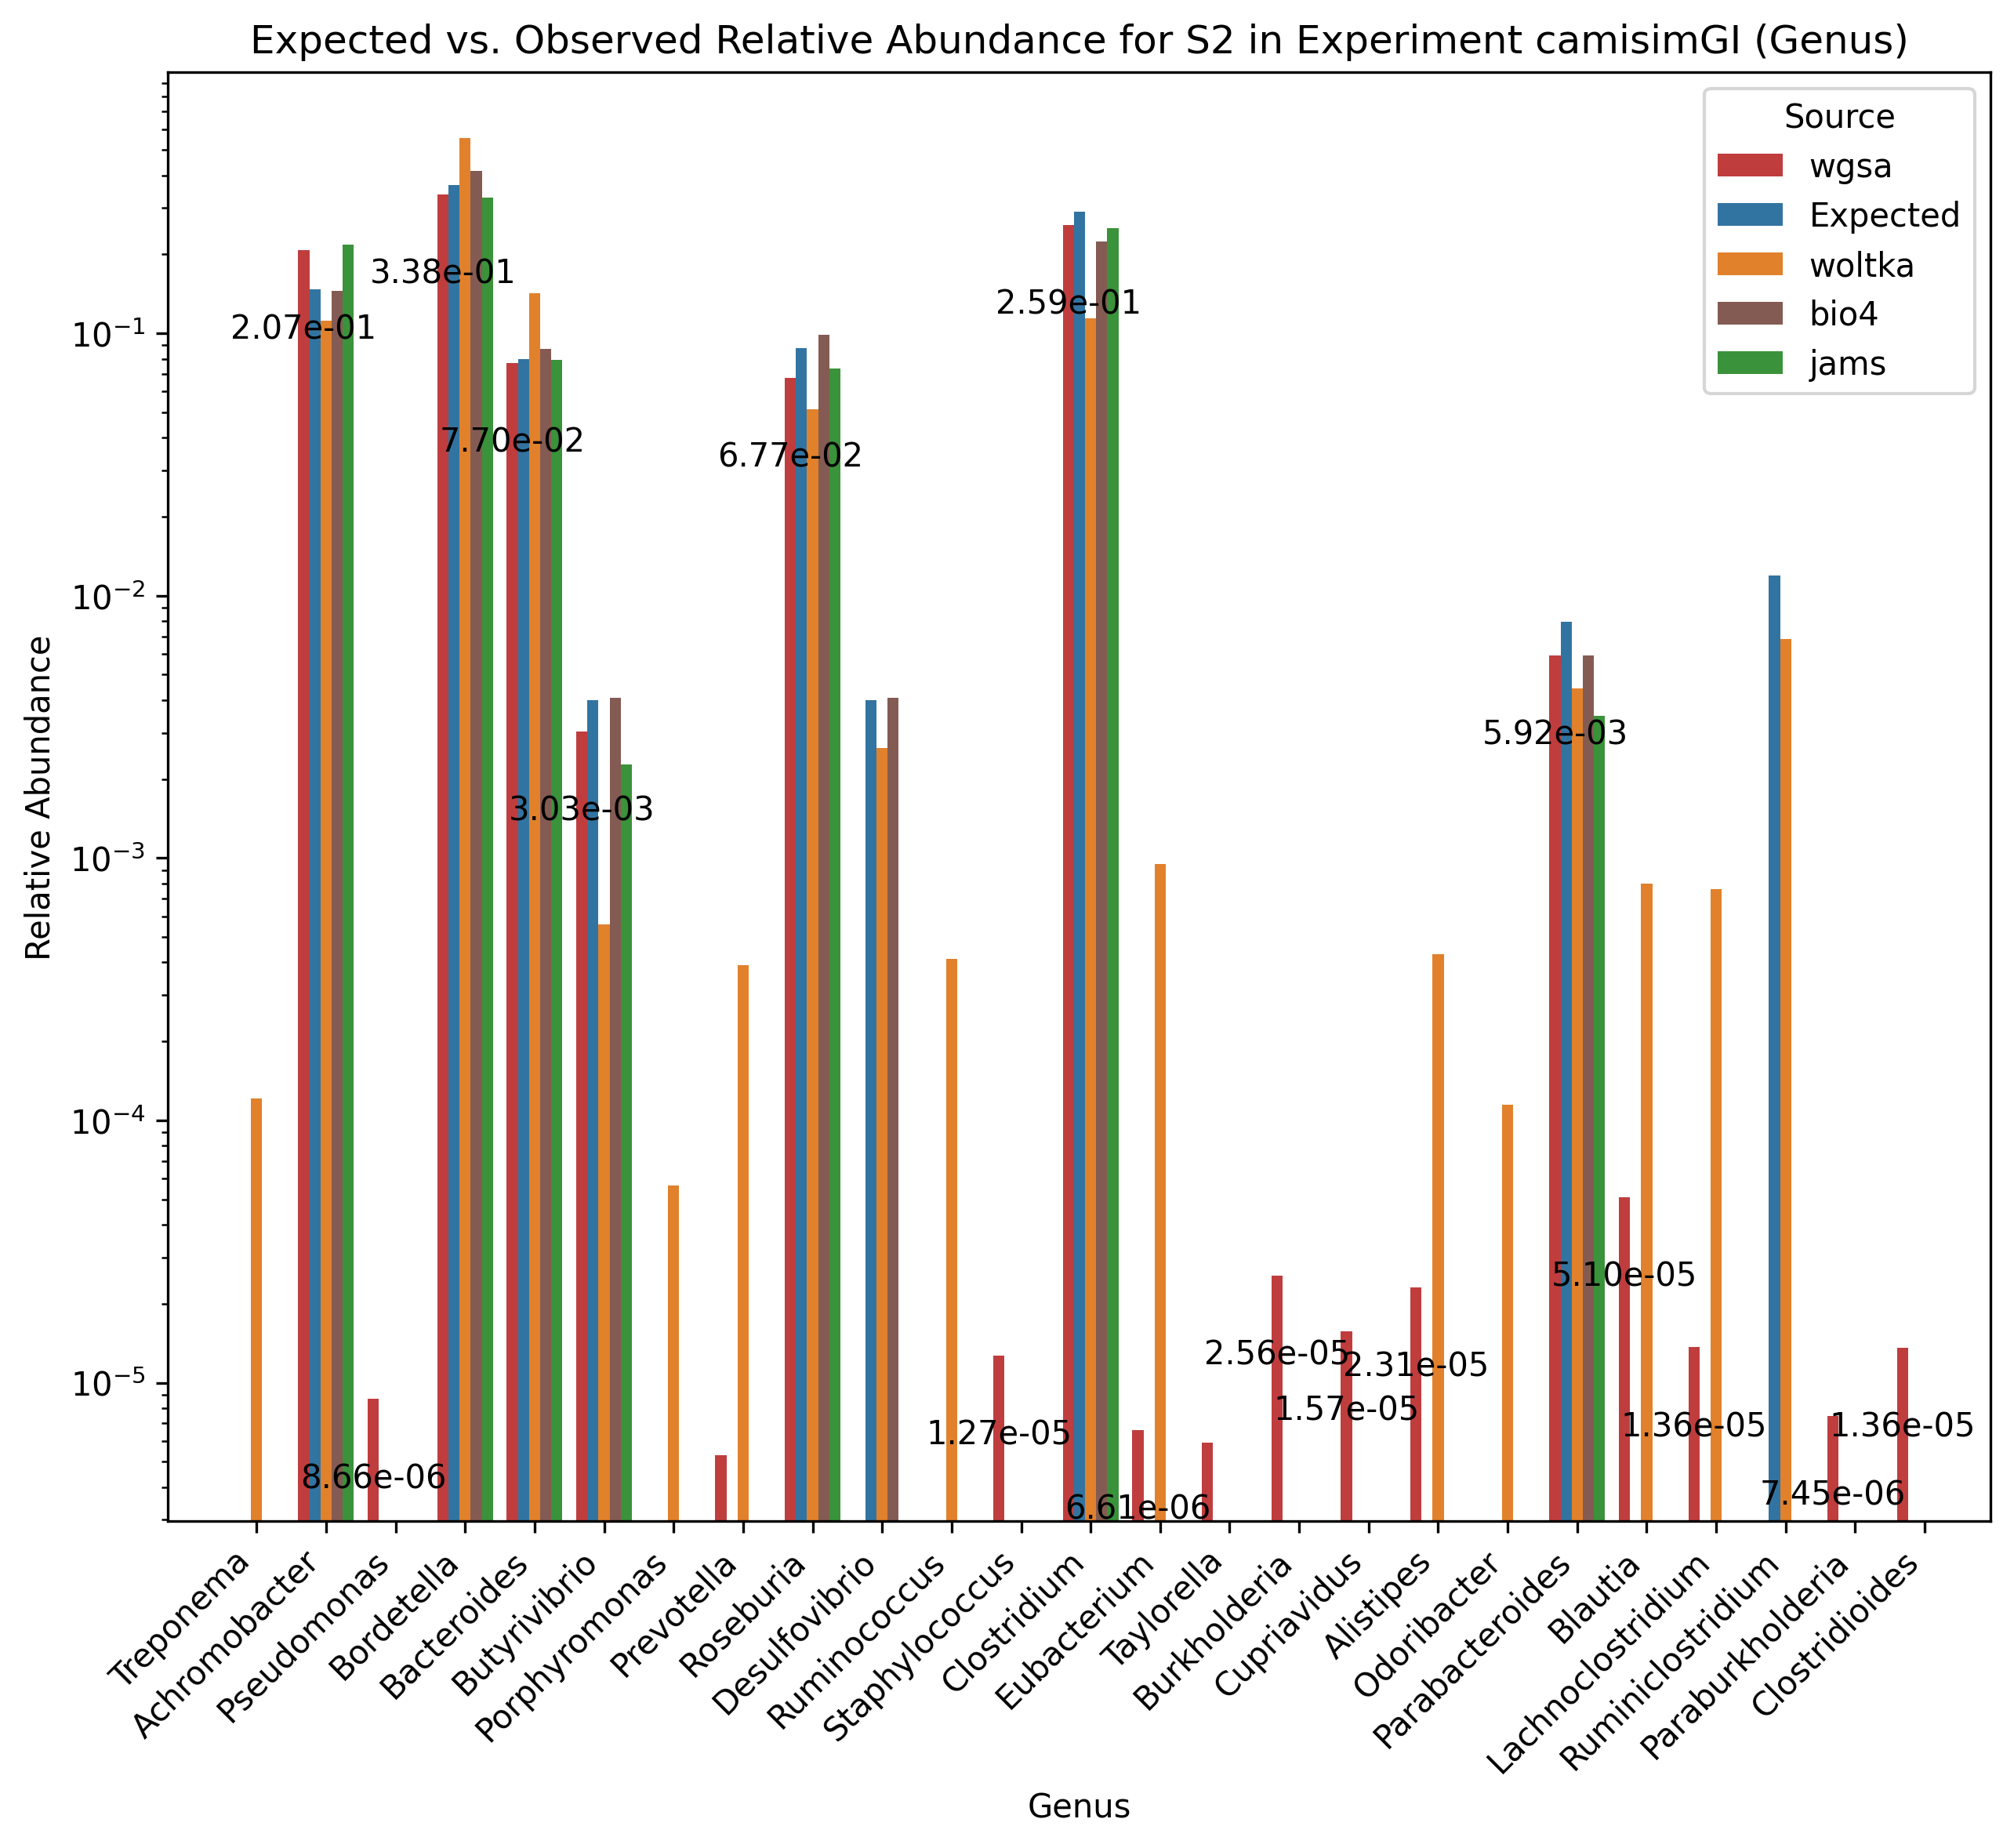 Expected vs. Observed Relative Abundance for S2 in Experiment camisimGI (Genus)
Source
wgsa
Expected
woltka
bio4
jams
Relative Abundance
10⁻¹
10⁻²
10⁻³
10⁻⁴
10⁻⁵
2.07e-01
8.66e-06
3.38e-01
7.70e-02
3.03e-03
6.77e-02
1.27e-05
2.59e-01
6.61e-06
2.56e-05
1.57e-05
2.31e-05
5.92e-03
5.10e-05
1.36e-05
7.45e-06
1.36e-05
Treponema
Achromobacter
Pseudomonas
Bordetella
Bacteroides
Butyrivibrio
Porphyromonas
Prevotella
Roseburia
Desulfovibrio
Ruminococcus
Staphylococcus
Clostridium
Eubacterium
Taylorella
Burkholderia
Cupriavidus
Alistipes
Odoribacter
Parabacteroides
Blautia
Lachnoclostridium
Ruminiclostridium
Paraburkholderia
Clostridioides
Genus